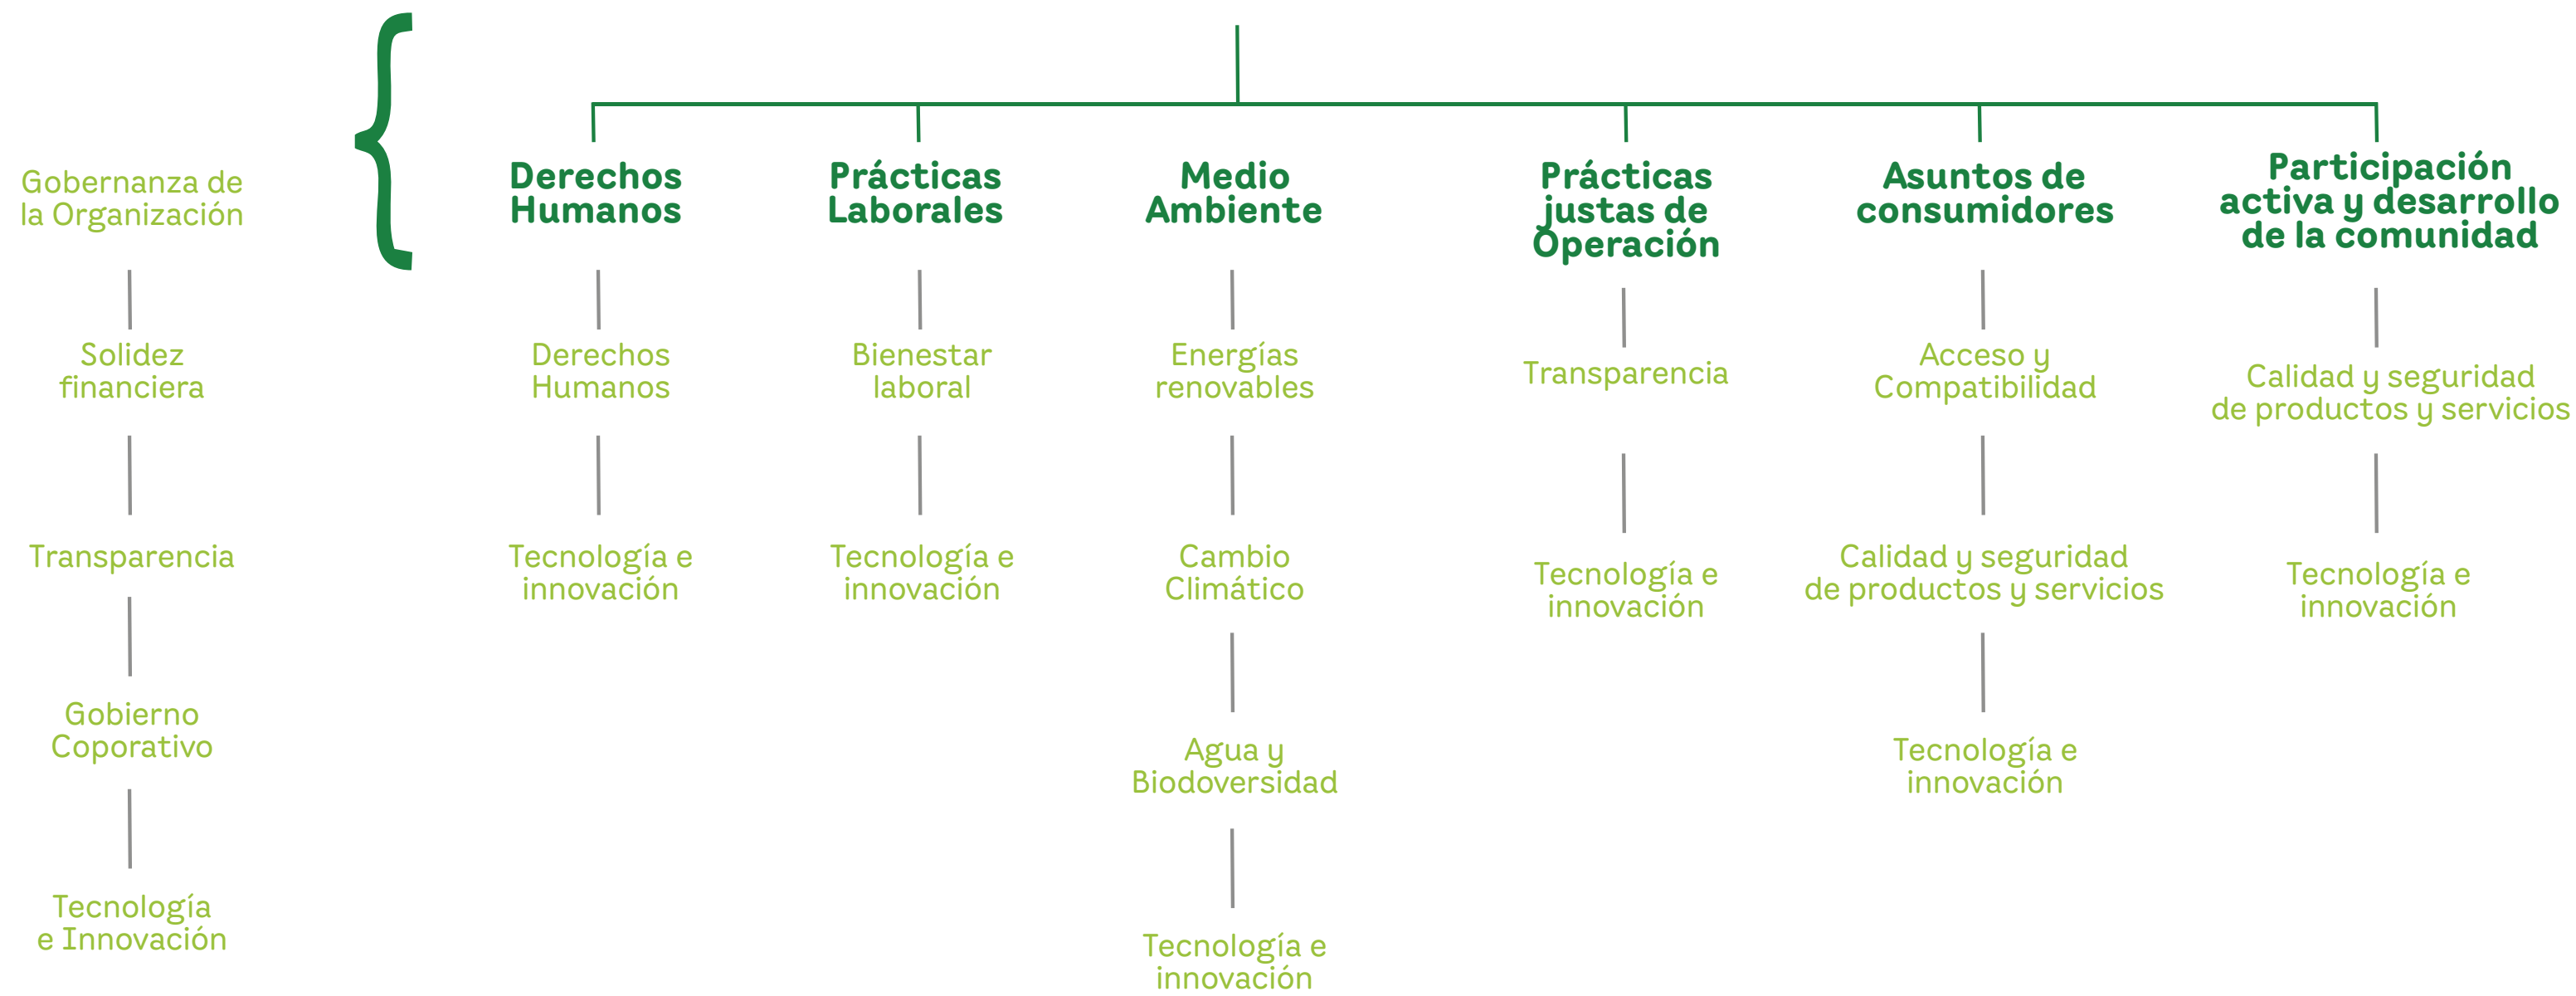 Gobernanza de
la Organización
Solidez
financiera
Transparencia
Gobierno
Coporativo
Tecnología
e Innovación
Derechos
Humanos
Derechos
Humanos
Tecnología e
innovación
Prácticas
Laborales
Bienestar
laboral
Tecnología e
innovación
Medio
Ambiente
Energías
renovables
Cambio
Climático
Agua y
Biodoversidad
Tecnología e
innovación
Prácticas
justas de
Operación
Transparencia
Tecnología e
innovación
Asuntos de
consumidores
Acceso y
Compatibilidad
Calidad y seguridad
de productos y servicios
Tecnología e
innovación
Participación
activa y desarrollo
de la comunidad
Calidad y seguridad
de productos y servicios
Tecnología e
innovación